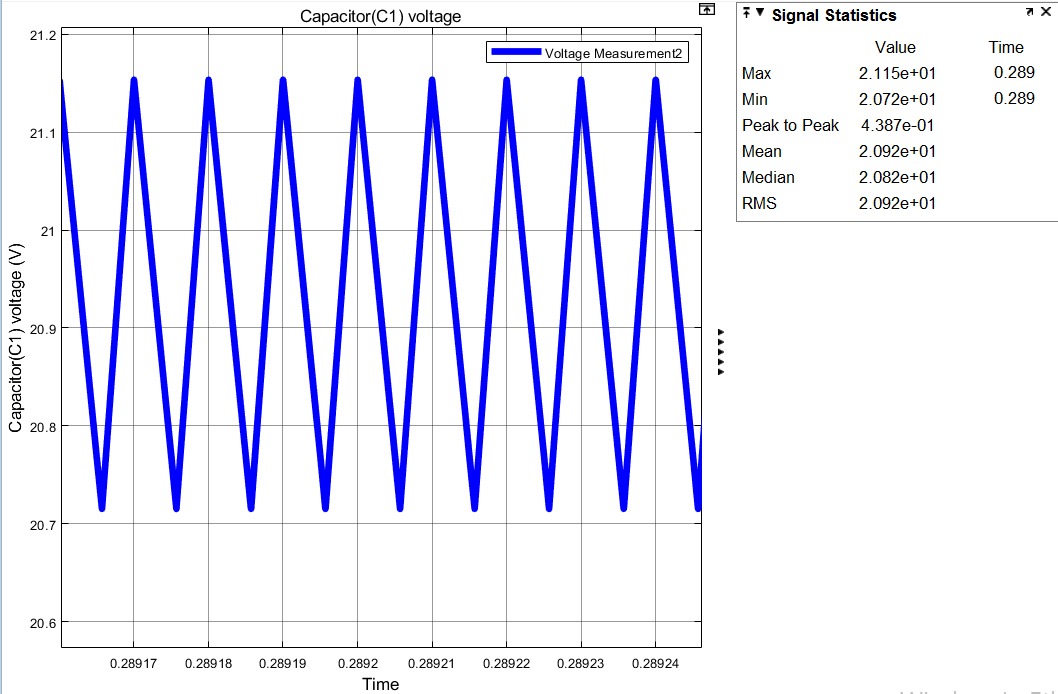 Capacitor(C1) voltage
Voltage Measurement2
21.2
21.1
21
20.9
20.8
20.7
20.6
Capacitor(C1) voltage (V)
0.28917 0.28918 0.28919 0.2892 0.28921 0.28922 0.28923 0.28924
Time
Signal Statistics
Value Time
Max 2.115e+01 0.289
Min 2.072e+01 0.289
Peak to Peak 4.387e-01
Mean 2.092e+01
Median 2.082e+01
RMS 2.092e+01